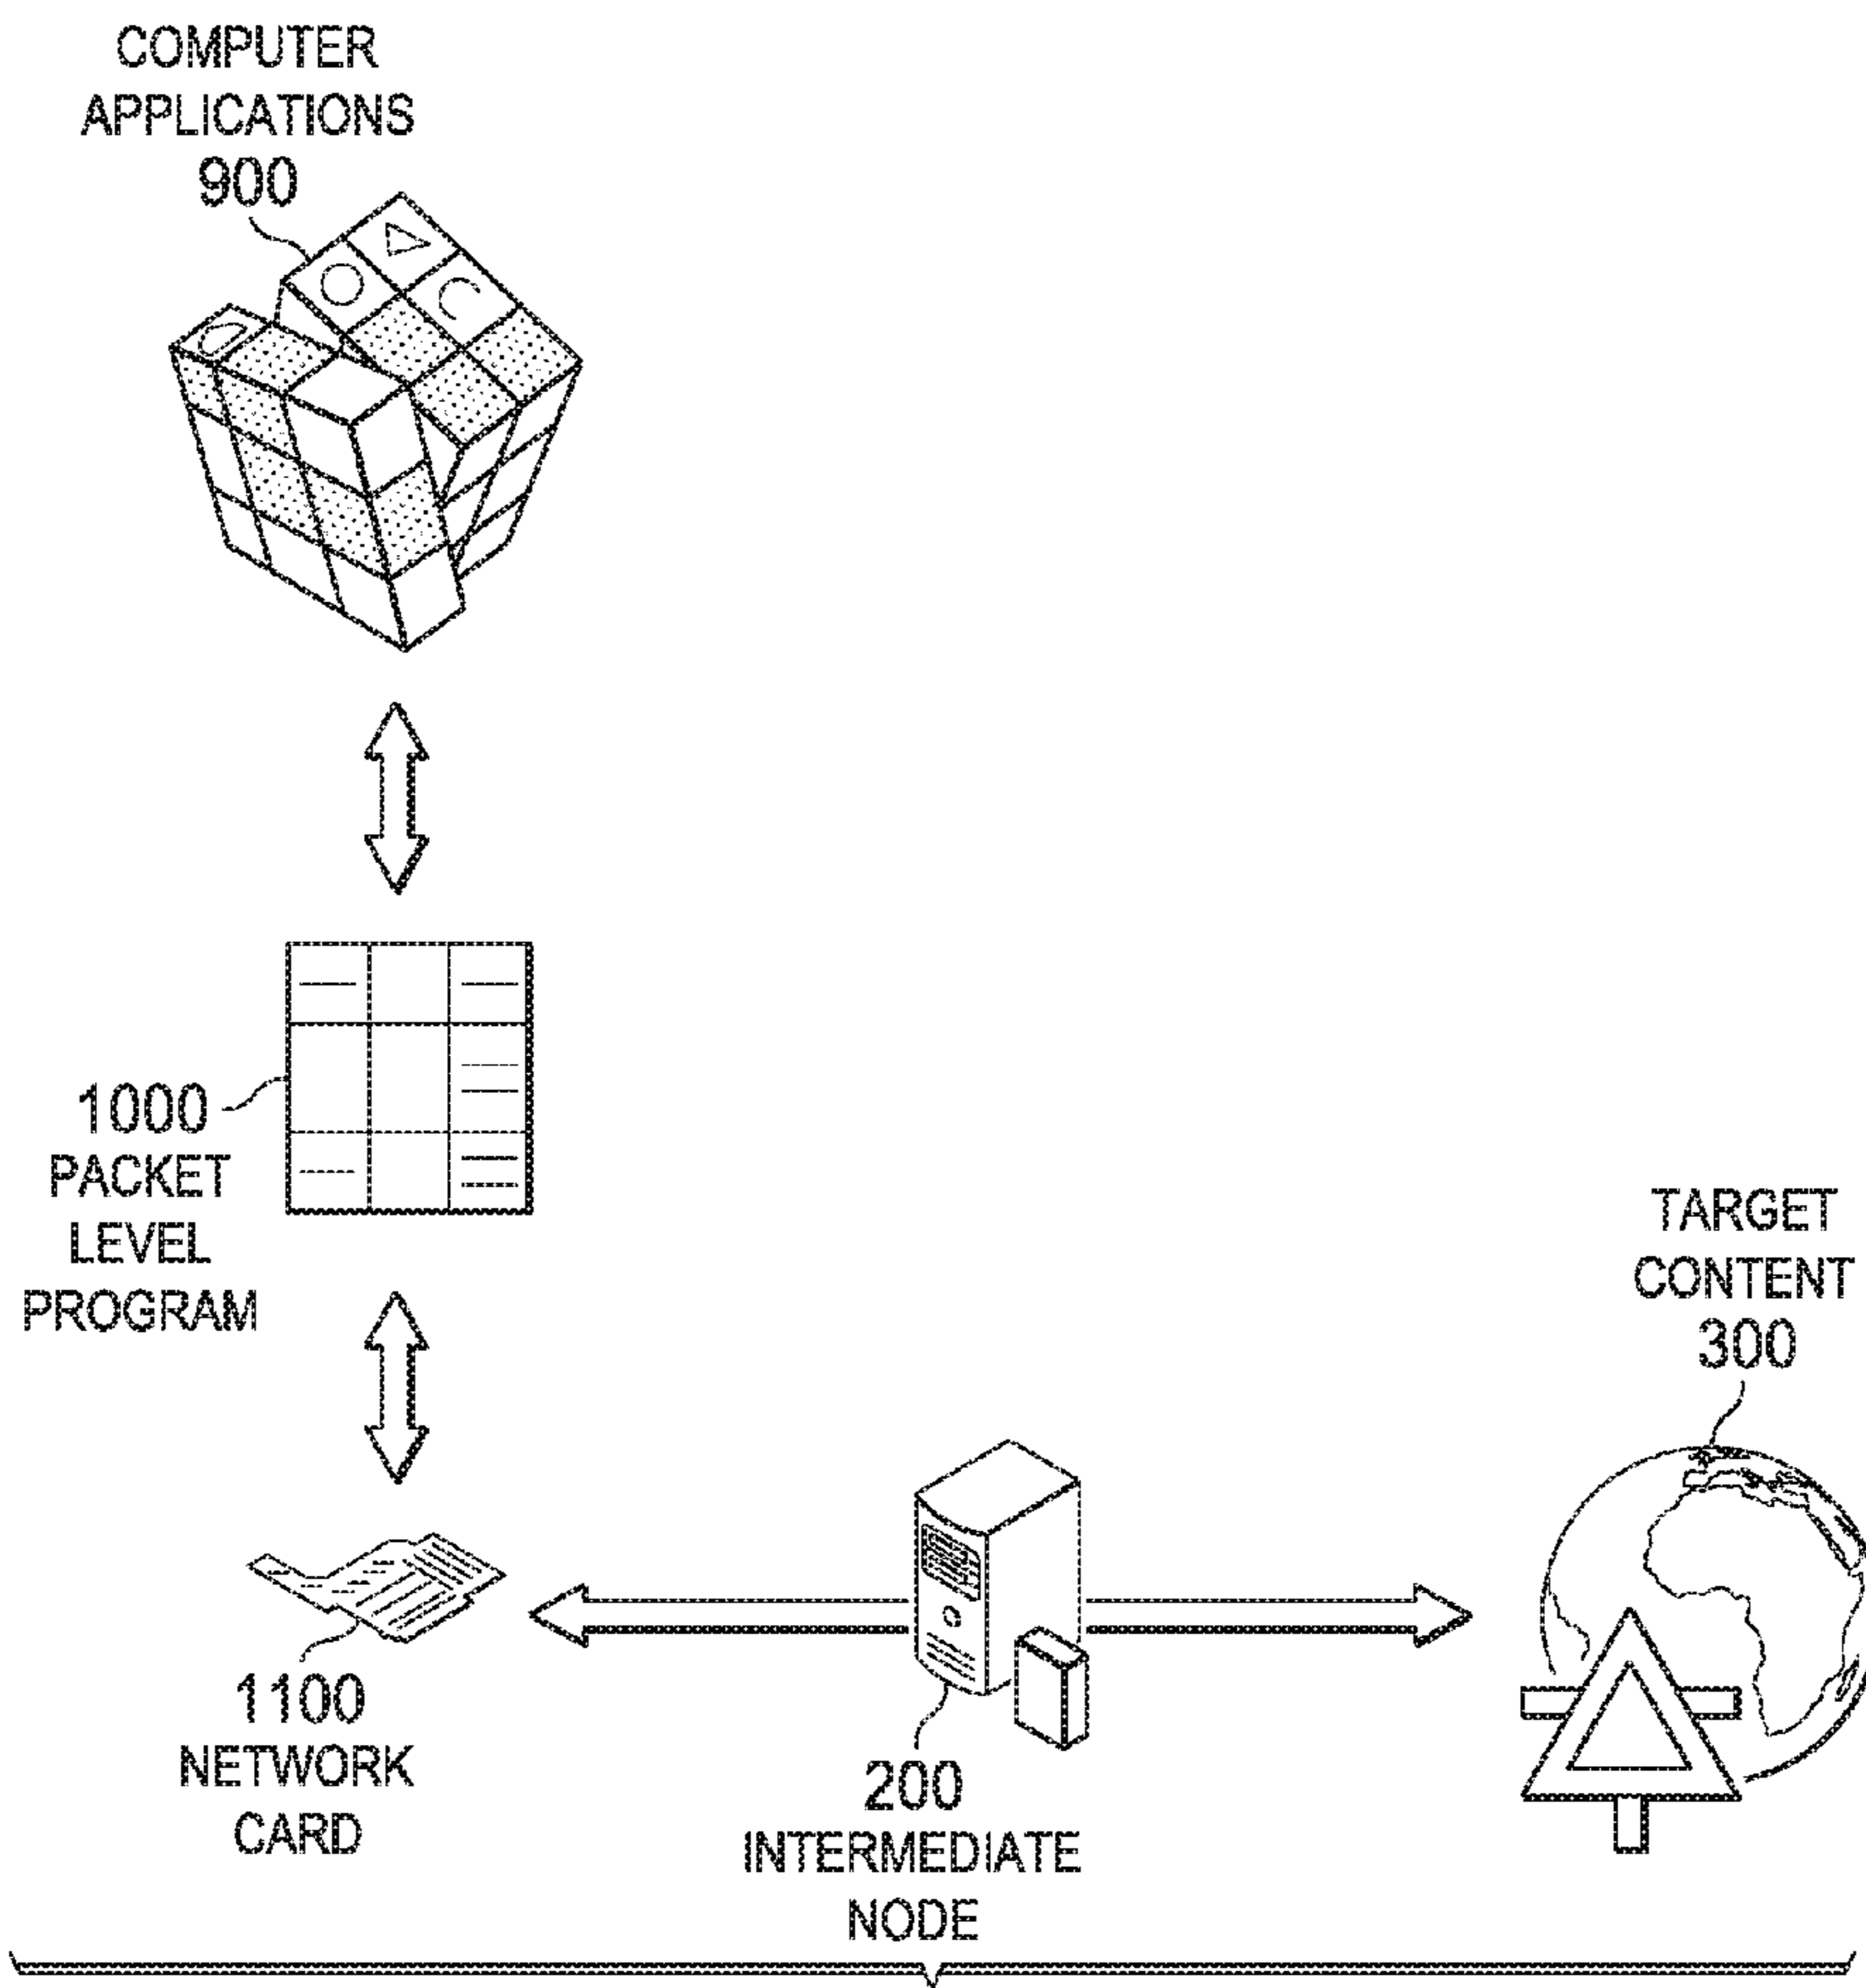 COMPUTER
APPLICATIONS
900
1000
PACKET
LEVEL
PROGRAM
TARGET
CONTENT
300
1100
NETWORK
CARD
200
INTERMEDIATE
NODE